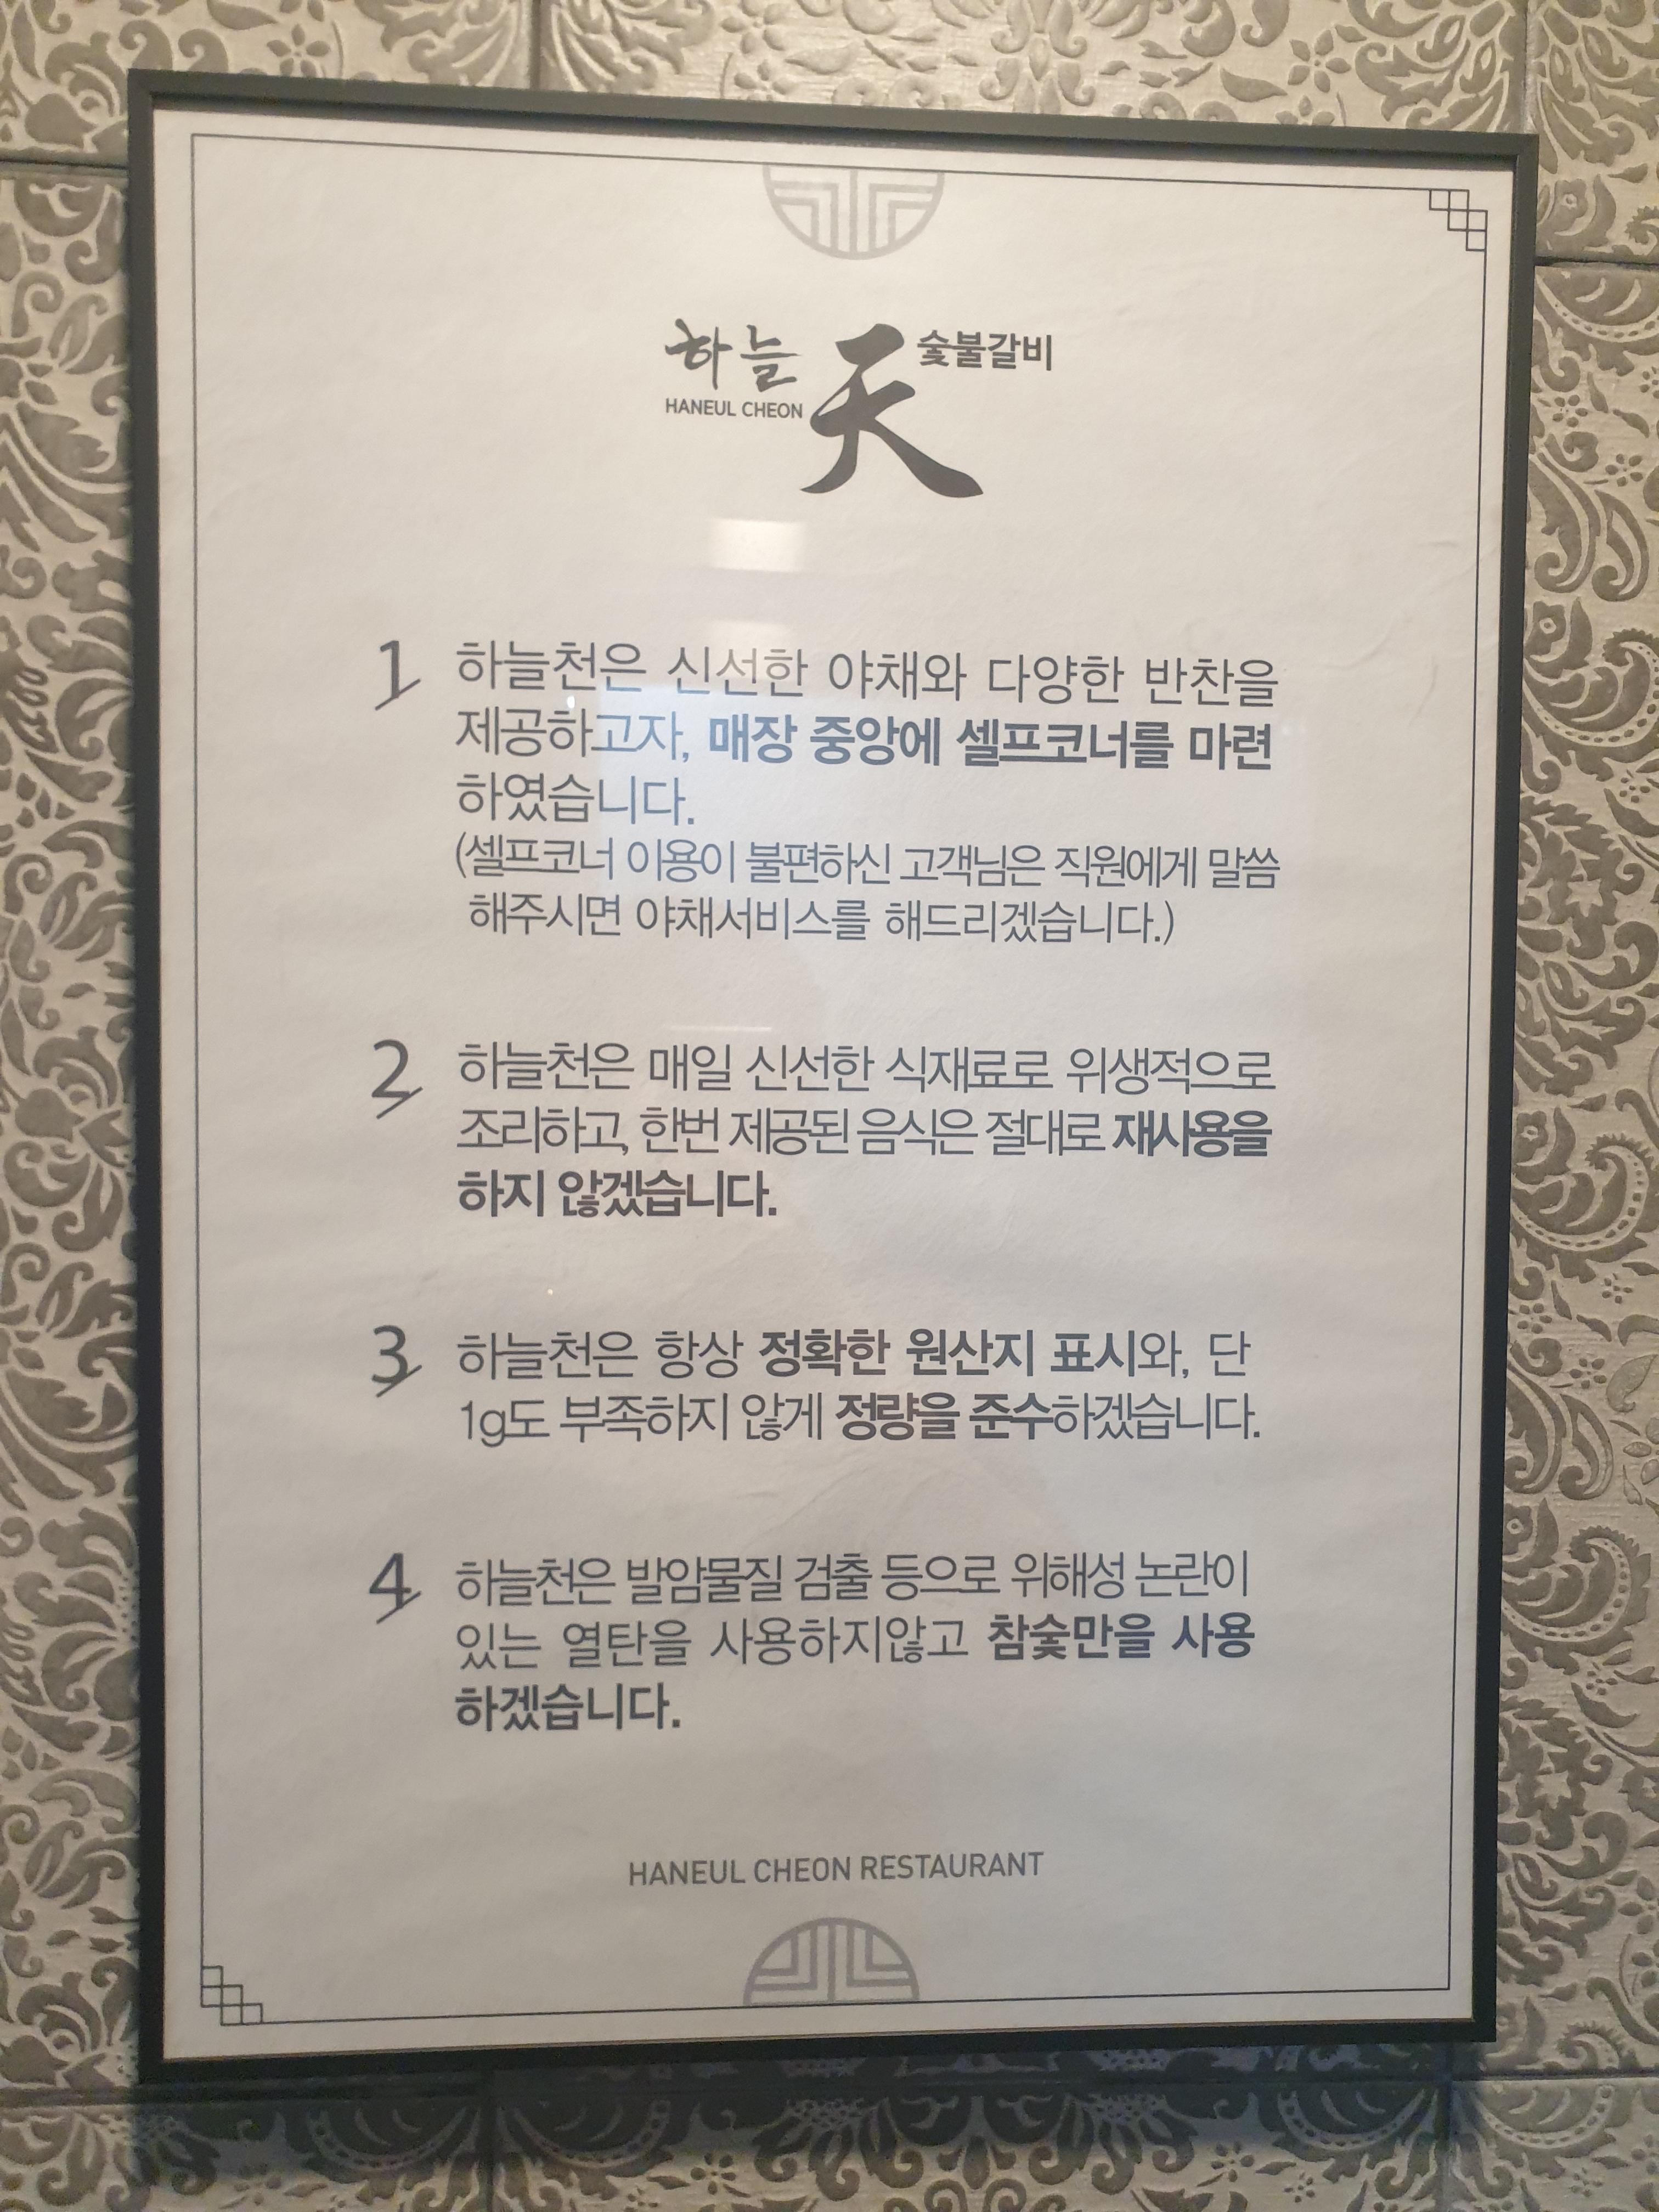 하늘 天 숯불갈비
HANEUL CHEON
1 하늘천은 신선한 야채와 다양한 반찬을
제공하고자, 매장 중앙에 셀프코너를 마련
하였습니다.
(셀프코너 이용이 불편하신 고객님은 직원에게 말씀
해주시면 야채서비스를 해드리겠습니다.)
2 하늘천은 매일 신선한 식재료로 위생적으로
조리하고, 한번 제공된 음식은 절대로 재사용을
하지 않겠습니다.
3 하늘천은 항상 정확한 원산지 표시와, 단
1g도 부족하지 않게 정량을 준수하겠습니다.
4 하늘천은 발암물질 검출 등으로 위해성 논란이
있는 열탄을 사용하지않고 참숯만을 사용
하겠습니다.
HANEUL CHEON RESTAURANT